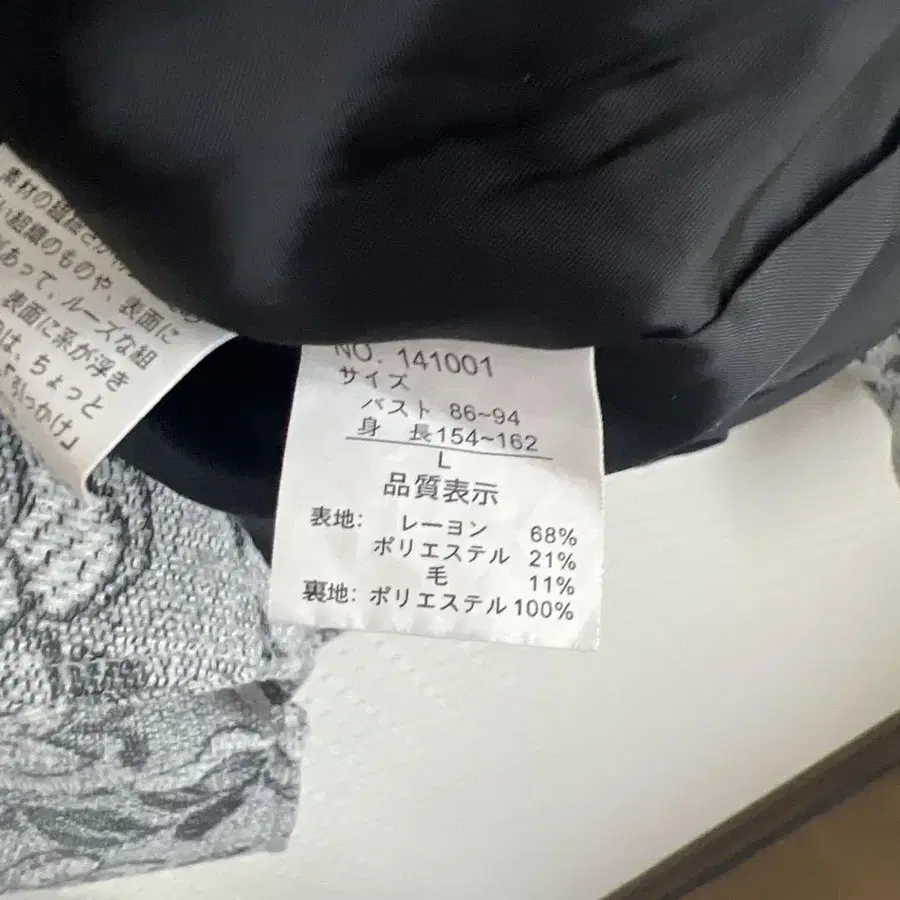 い組織のものや、表面に
あって、ルーズな組
表面に糸が浮き
は、ちょっと
「引っかけ」
NO. 141001
サイズ
バスト 86~94
身 長154~162
L
品質表示
表地: レーヨン 68%
ポリエステル 21%
毛 11%
裏地: ポリエステル100%